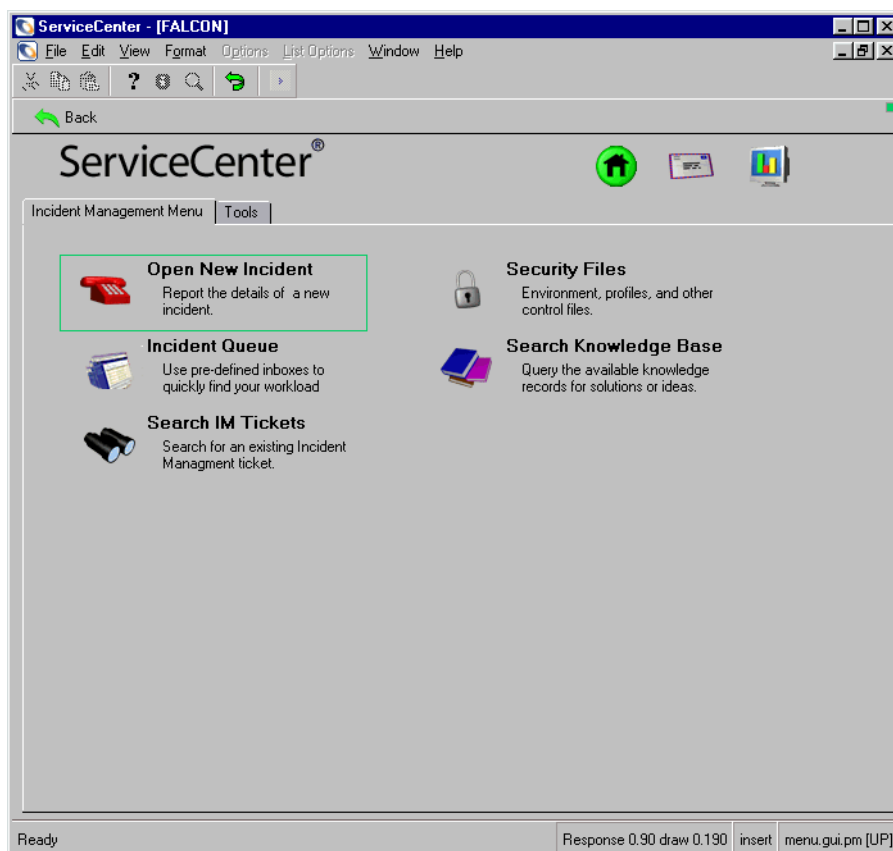 ServiceCenter - [FALCON]
File Edit View Format Options List Options Window Help
?
Back
ServiceCenter®
Incident Management Menu Tools
Open New Incident
Report the details of a new
incident.
Security Files
Environment, profiles, and other
control files.
Incident Queue
Use pre-defined inboxes to
quickly find your workload
Search Knowledge Base
Query the available knowledge
records for solutions or ideas.
Search IM Tickets
Search for an existing Incident
Managment ticket.
Ready Response 0.90 draw 0.190 insert menu.gui.pm [UP]